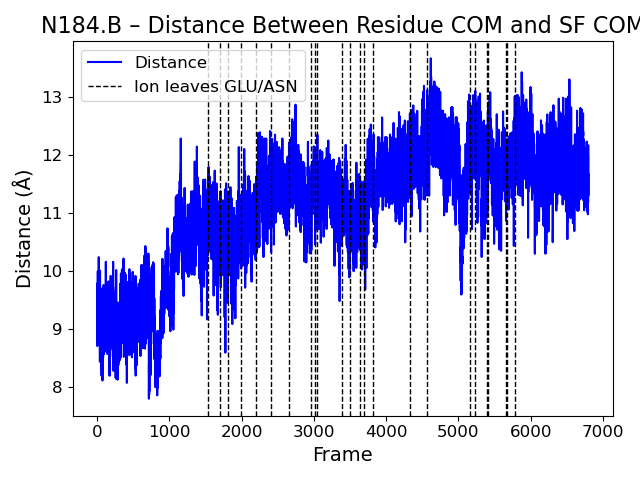 N184.B – Distance Between Residue COM and SF COM
Distance
Ion leaves GLU/ASN
Distance (Å)
13
12
11
10
9
8
0 1000 2000 3000 4000 5000 6000 7000
Frame